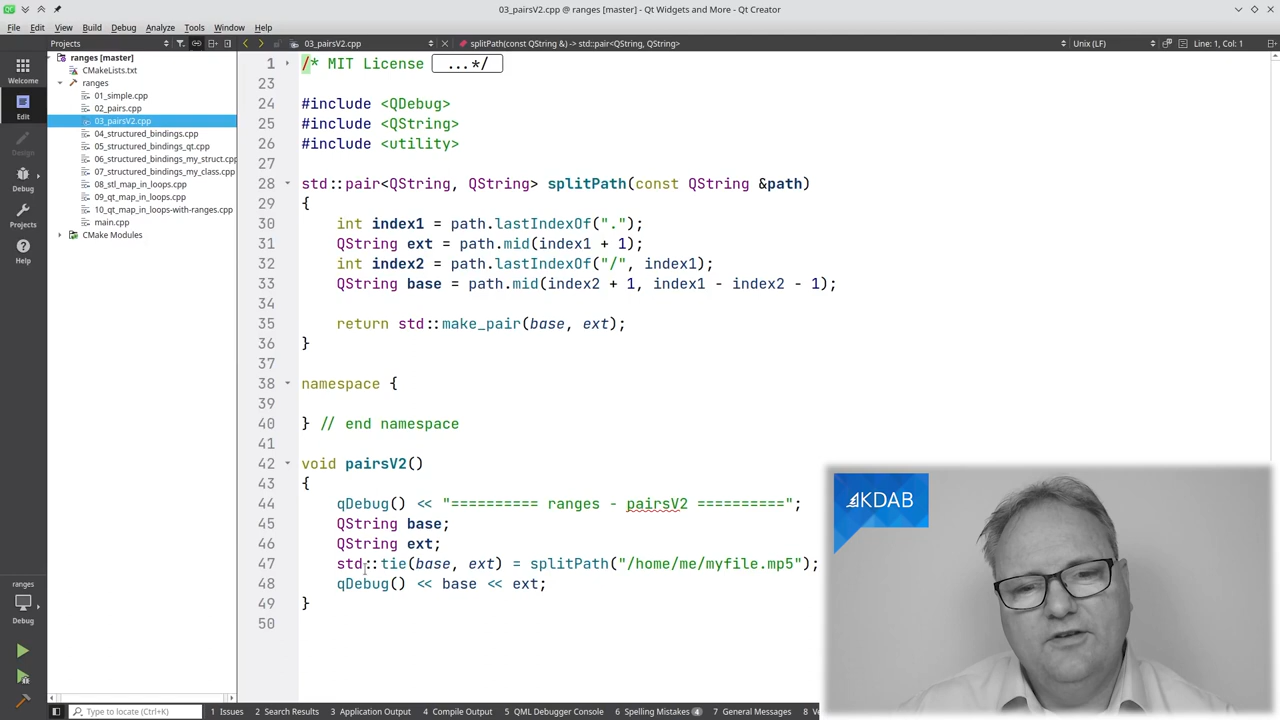 03_pairsV2.cpp @ ranges [master] - Qt Widgets and More - Qt Creator
File Edit View Build Debug Analyze Tools Window Help
Projects
03_pairsV2.cpp
splitPath(const QString &) -> std::pair<QString, QString>
Unix (LF)
Line: 1, Col: 1
Welcome
Edit
Design
Debug
Projects
Help
ranges
Debug
ranges [master]
CMakeLists.txt
ranges
01_simple.cpp
02_pairs.cpp
03_pairsV2.cpp
04_structured_bindings.cpp
05_structured_bindings_qt.cpp
06_structured_bindings_my_struct.cpp
07_structured_bindings_my_class.cpp
08_stl_map_in_loops.cpp
09_qt_map_in_loops.cpp
10_qt_map_in_loops-with-ranges.cpp
main.cpp
CMake Modules
1 /* MIT License ...*/
23
24 #include <QDebug>
25 #include <QString>
26 #include <utility>
27
28 std::pair<QString, QString> splitPath(const QString &path)
29 {
30 int index1 = path.lastIndexOf(".");
31 QString ext = path.mid(index1 + 1);
32 int index2 = path.lastIndexOf("/", index1);
33 QString base = path.mid(index2 + 1, index1 - index2 - 1);
34
35 return std::make_pair(base, ext);
36 }
37
38 namespace {
39
40 } // end namespace
41
42 void pairsV2()
43 {
44 qDebug() << "========== ranges - pairsV2 ==========";
45 QString base;
46 QString ext;
47 std::tie(base, ext) = splitPath("/home/me/myfile.mp5");
48 qDebug() << base << ext;
49 }
50
KDAB
Type to locate (Ctrl+K)
1 Issues 2 Search Results 3 Application Output 4 Compile Output 5 QML Debugger Console 6 Spelling Mistakes 4 7 General Messages 8